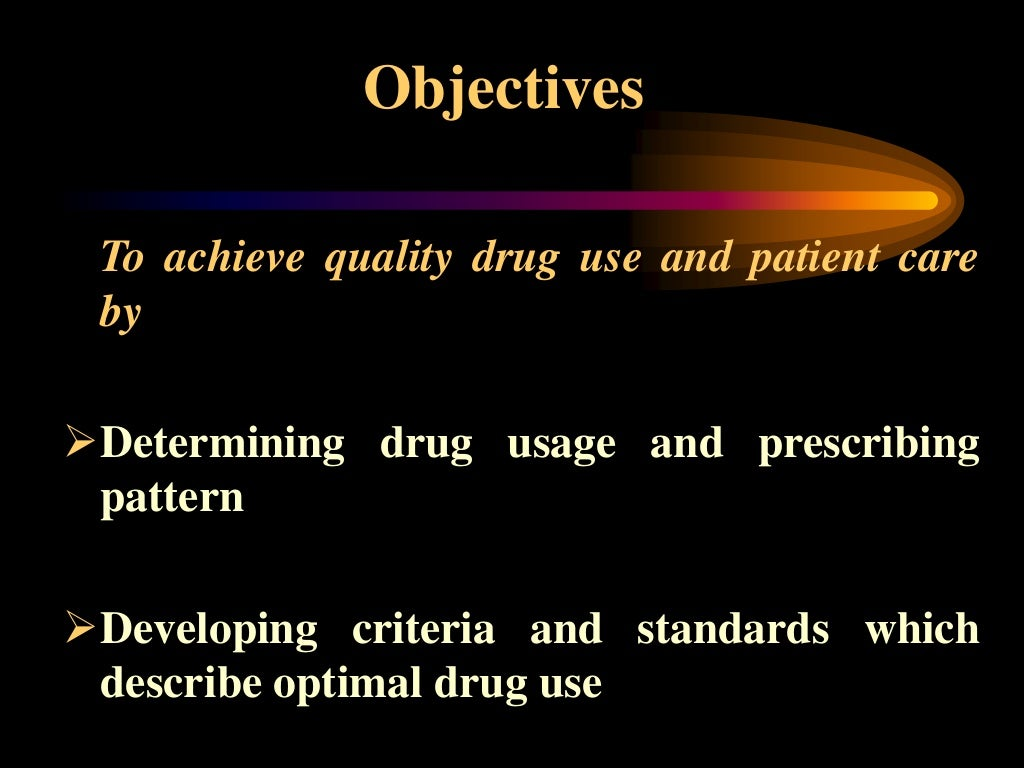 Objectives
To achieve quality drug use and patient care
by
➢Determining drug usage and prescribing
pattern
➢Developing criteria and standards which
describe optimal drug use